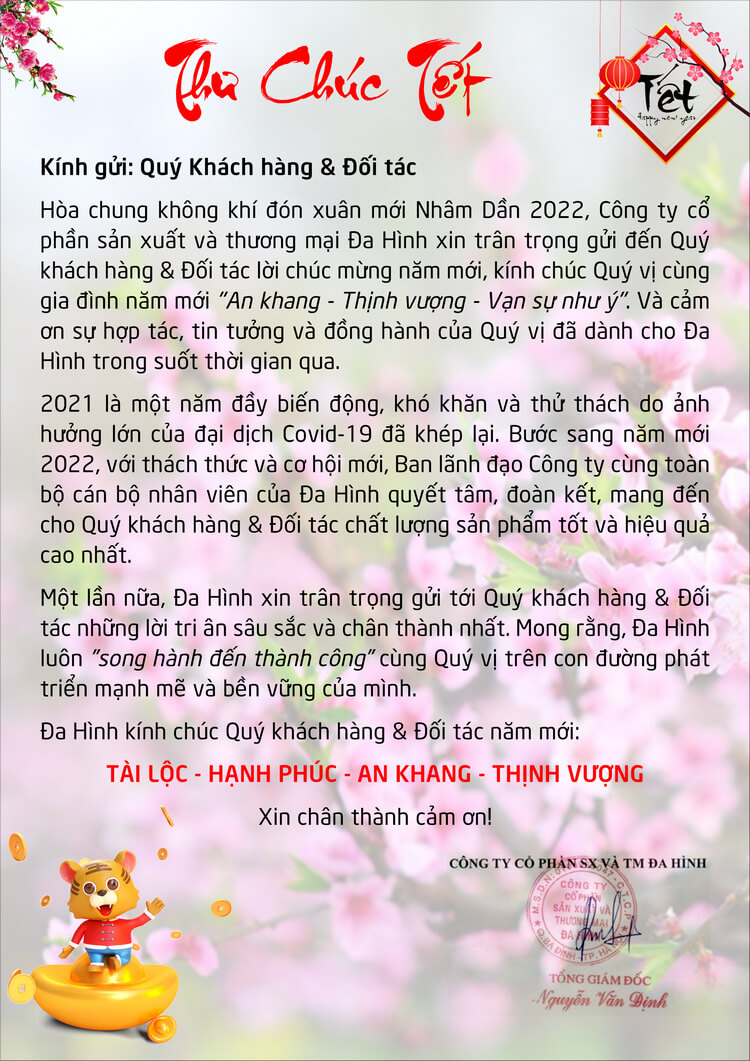 Thư Chúc Tết
Tết
Happy new year
Kính gửi: Quý Khách hàng & Đối tác
Hòa chung không khí đón xuân mới Nhâm Dần 2022, Công ty cổ
phần sản xuất và thương mại Đa Hình xin trân trọng gửi đến Quý
khách hàng & Đối tác lời chúc mừng năm mới, kính chúc Quý vị cùng
gia đình năm mới "An khang - Thịnh vượng - Vạn sự như ý". Và cảm
ơn sự hợp tác, tin tưởng và đồng hành của Quý vị đã dành cho Đa
Hình trong suốt thời gian qua.
2021 là một năm đầy biến động, khó khăn và thử thách do ảnh
hưởng lớn của đại dịch Covid-19 đã khép lại. Bước sang năm mới
2022, với thách thức và cơ hội mới, Ban lãnh đạo Công ty cùng toàn
bộ cán bộ nhân viên của Đa Hình quyết tâm, đoàn kết, mang đến
cho Quý khách hàng & Đối tác chất lượng sản phẩm tốt và hiệu quả
cao nhất.
Một lần nữa, Đa Hình xin trân trọng gửi tới Quý khách hàng & Đối
tác những lời tri ân sâu sắc và chân thành nhất. Mong rằng, Đa Hình
luôn "song hành đến thành công" cùng Quý vị trên con đường phát
triển mạnh mẽ và bền vững của mình.
Đa Hình kính chúc Quý khách hàng & Đối tác năm mới:
TÀI LỘC - HẠNH PHÚC - AN KHANG - THỊNH VƯỢNG
Xin chân thành cảm ơn!
CÔNG TY CỔ PHẦN SX VÀ TM ĐA HÌNH
CÔNG TY
CỔ PHẦN
SẢN XUẤT VÀ
THƯƠNG MẠI
ĐA
Q.BA ĐÌNH - TP. HÀ NỘI
TỔNG GIÁM ĐỐC
Nguyễn Văn Định